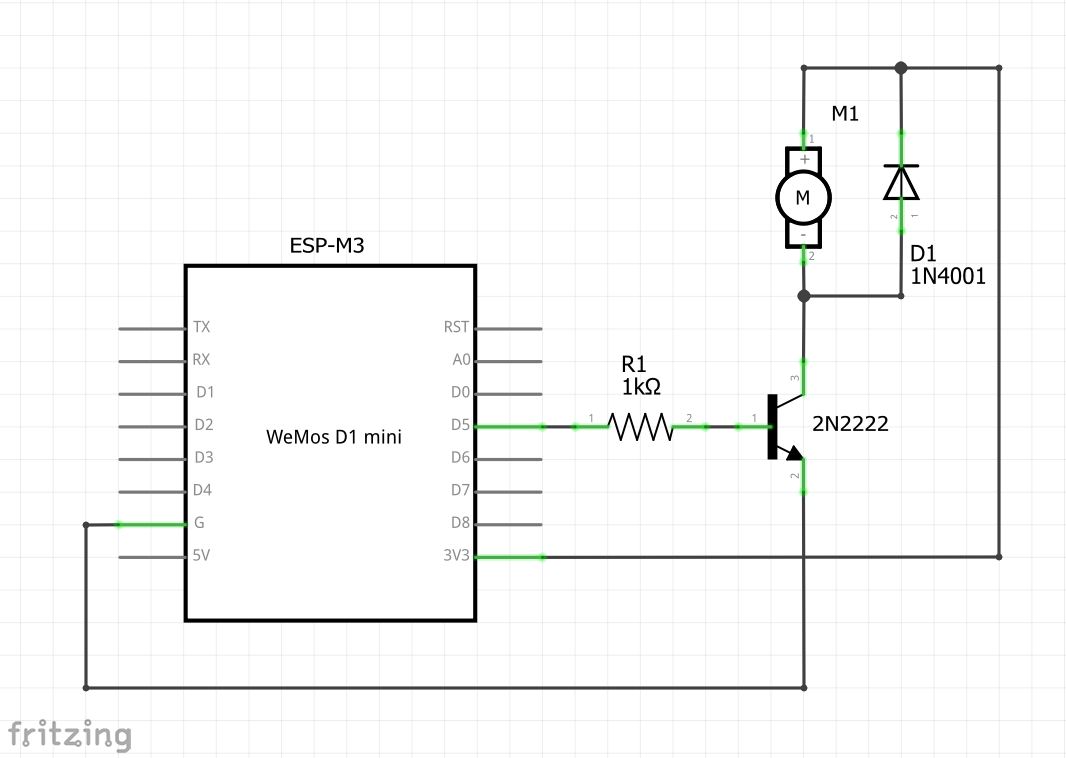 M1
1
+
M
-
2
2
1
D1
1N4001
ESP-M3
TX
RX
D1
D2
D3
D4
G
5V
WeMos D1 mini
RST
A0
D0
D5
D6
D7
D8
3V3
R1
1kΩ
1
2
3
1
2
2N2222
fritzing